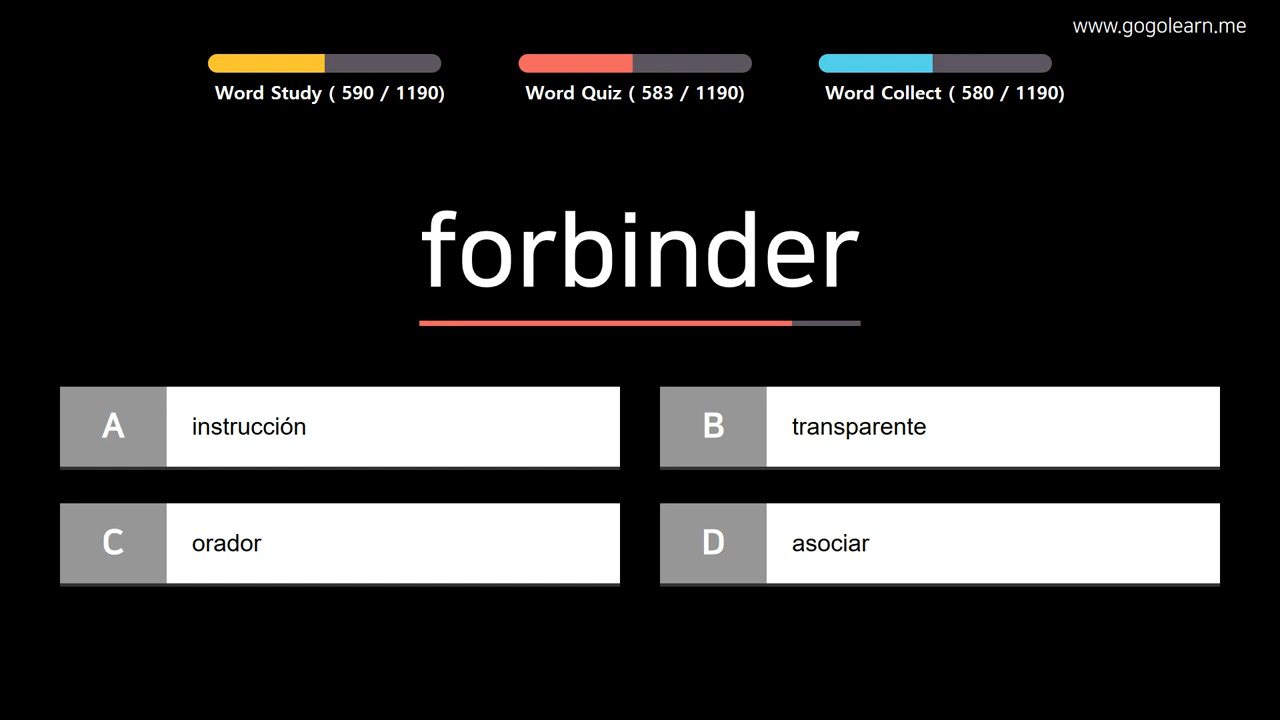 www.gogolearn.me
Word Study ( 590 / 1190)
Word Quiz ( 583 / 1190)
Word Collect ( 580 / 1190)
forbinder
A instrucción
B transparente
C orador
D asociar